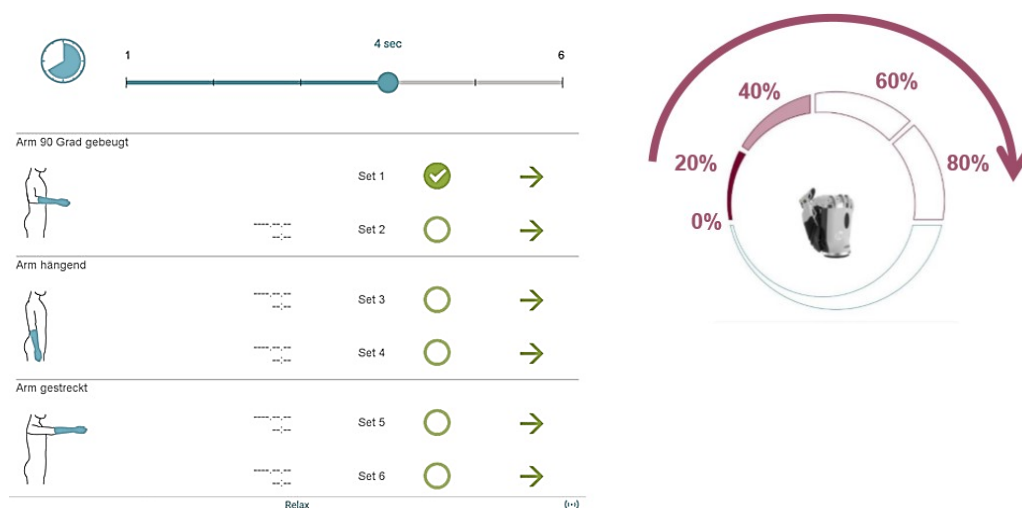 4 sec
1
6
Arm 90 Grad gebeugt
Set 1
----.--.-- Set 2
--:--
Arm hängend
----.--.-- Set 3
--:--
----.--.-- Set 4
--:--
Arm gestreckt
----.--.-- Set 5
--:--
----.--.-- Set 6
--:--
Relax
40%
60%
20%
80%
0%